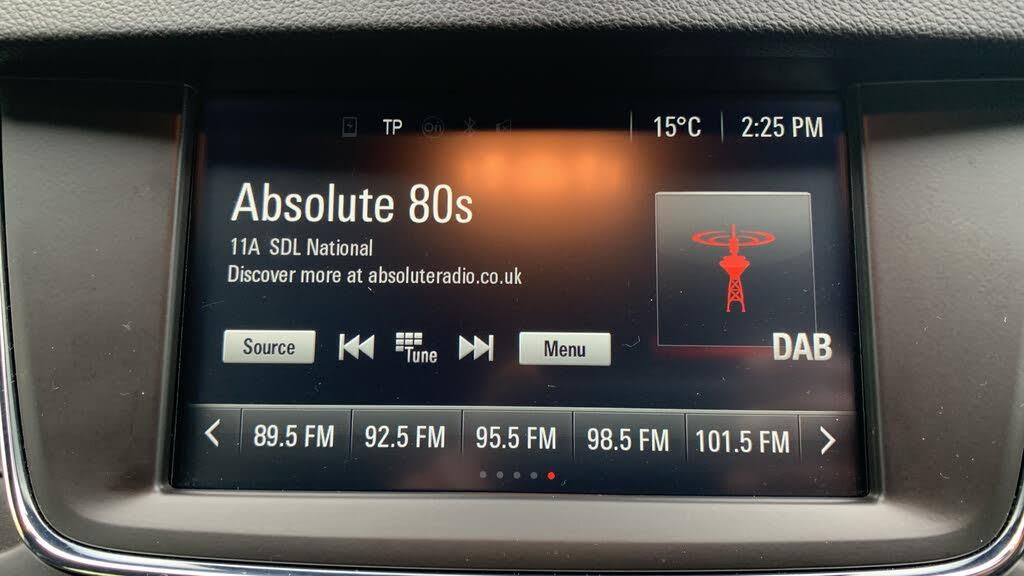 TP 15°C 2:25 PM
Absolute 80s
11A SDL National
Discover more at absoluteradio.co.uk
Source Tune Menu
DAB
89.5 FM 92.5 FM 95.5 FM 98.5 FM 101.5 FM